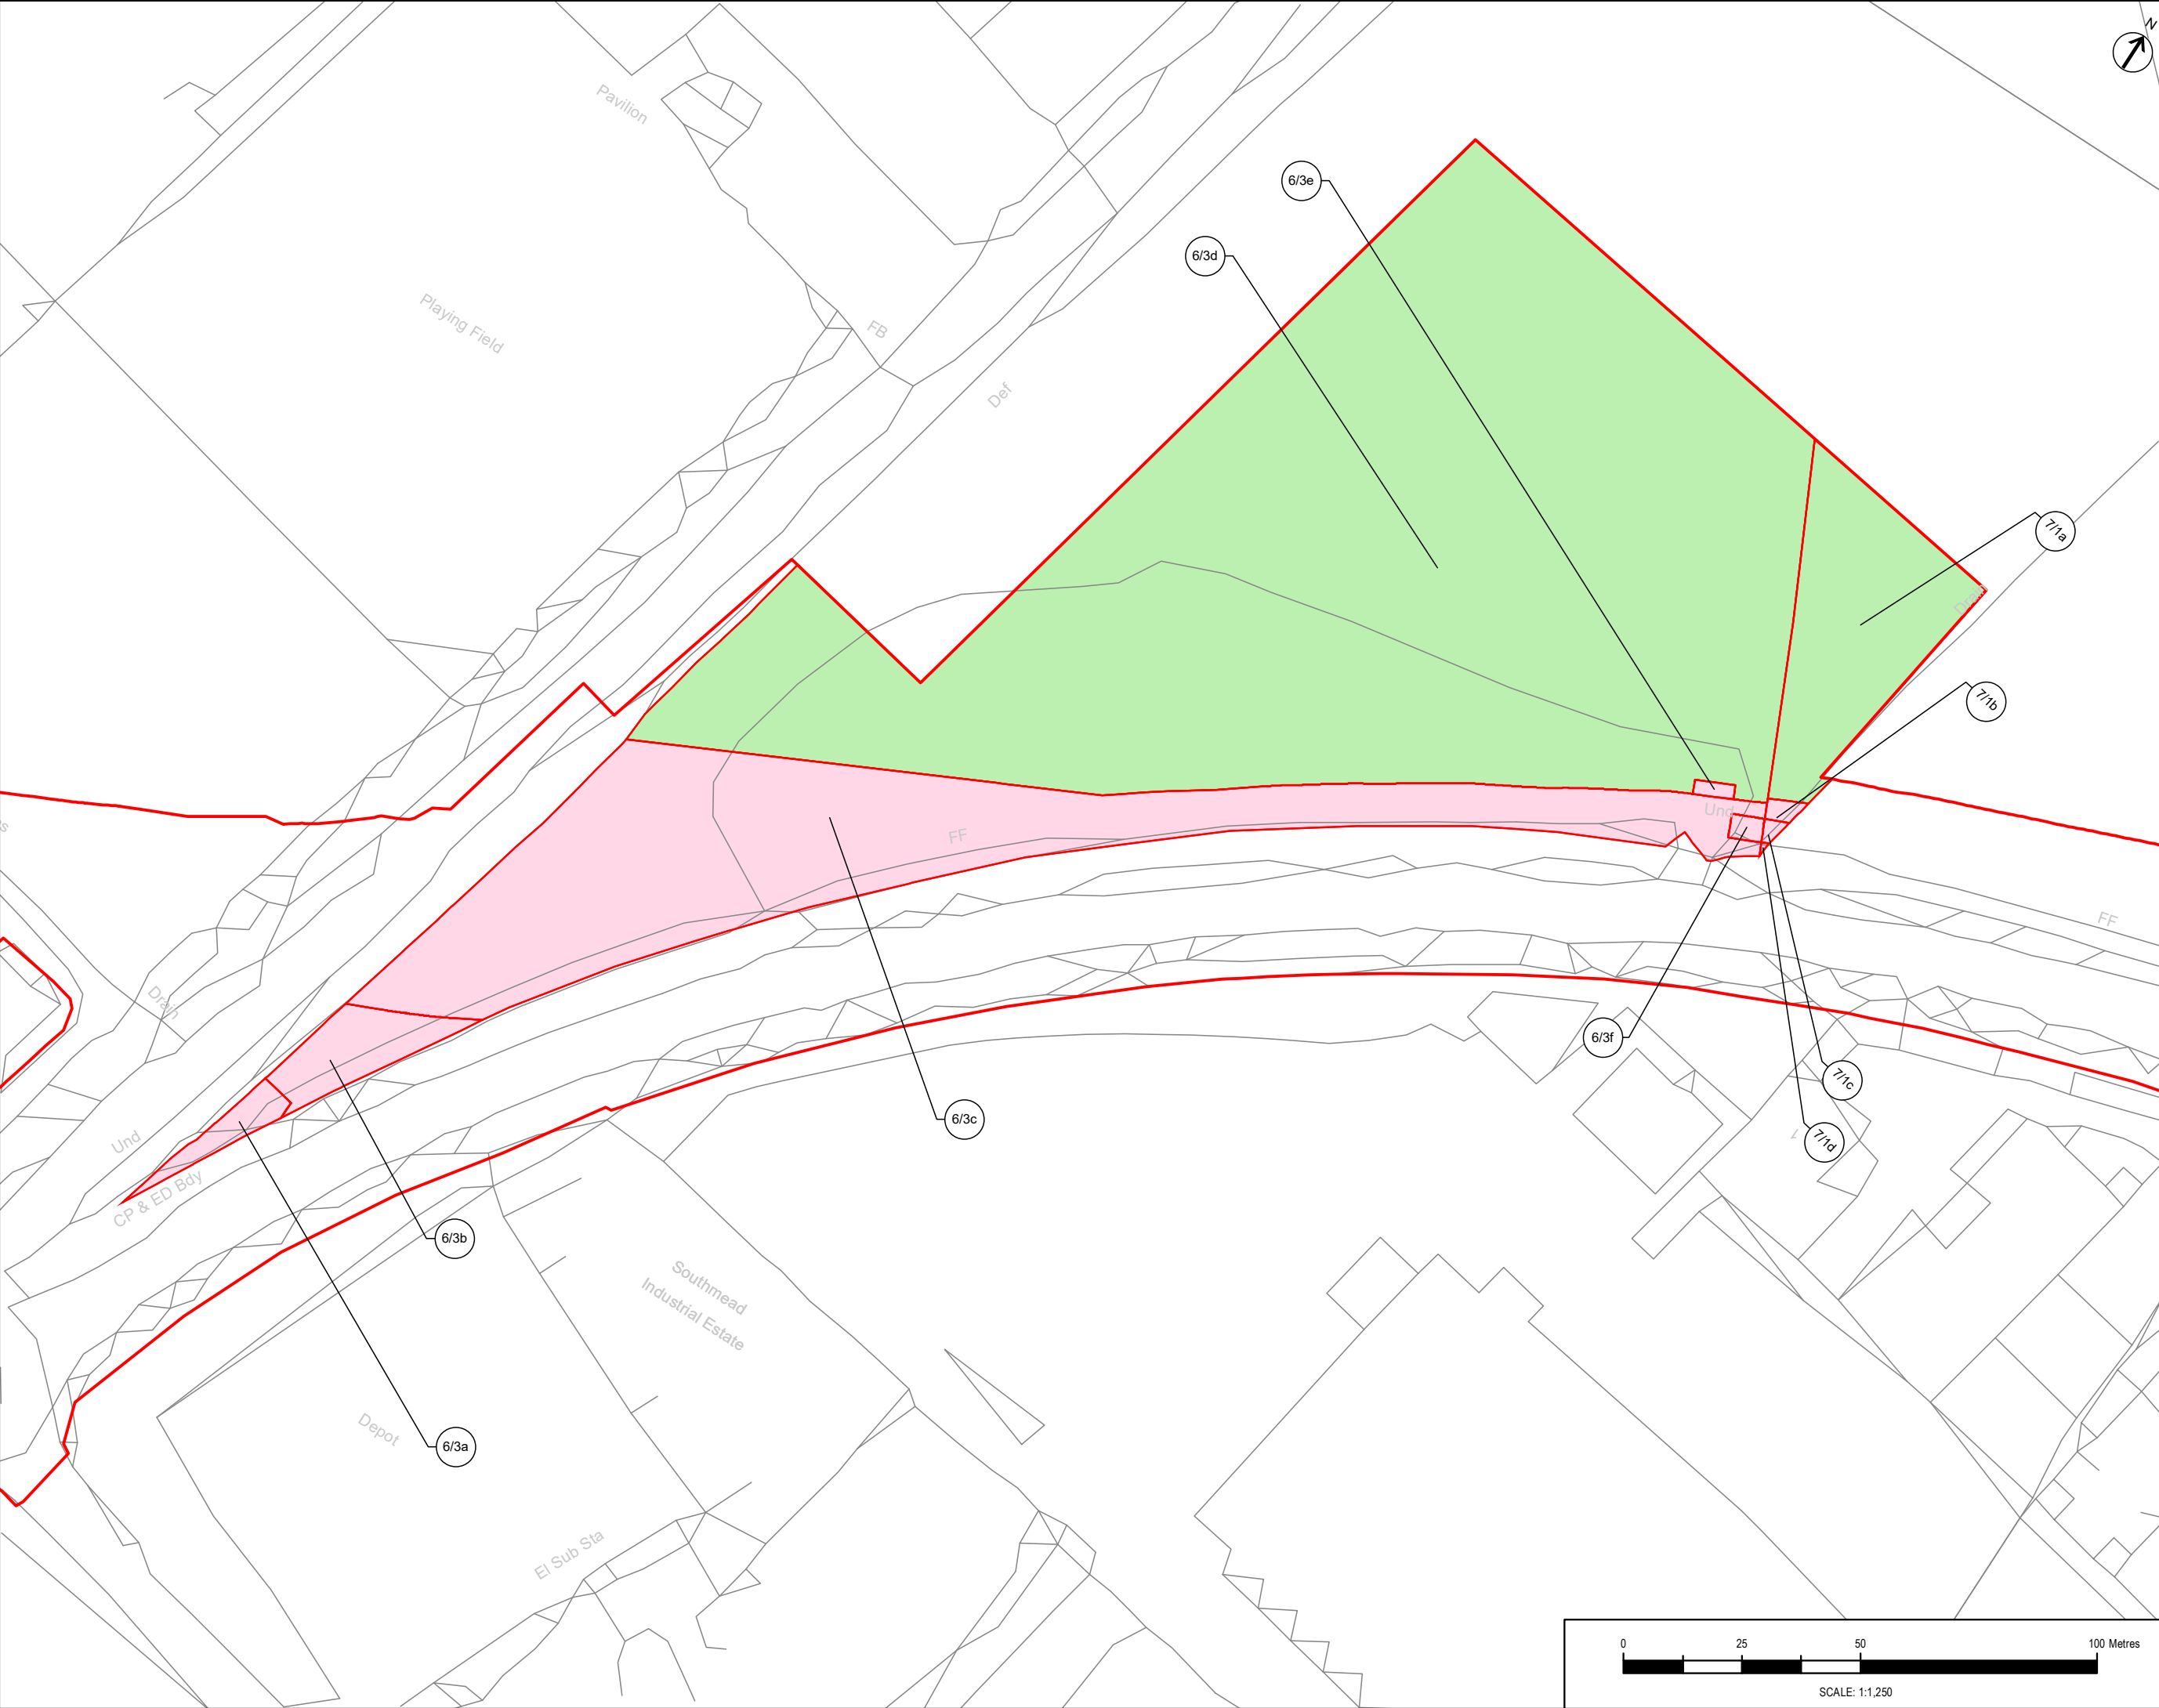 N
Pavilion
6/3e
6/3d
Playing Field
FB
Def
7/1a
Drain
7/1b
Und
FF
FF
Drain
6/3f
7/1c
6/3c
7/1d
Und
CP & ED Bdy
6/3b
Southmead
Industrial Estate
Depot
6/3a
El Sub Sta
0 25 50 100 Metres
SCALE: 1:1,250